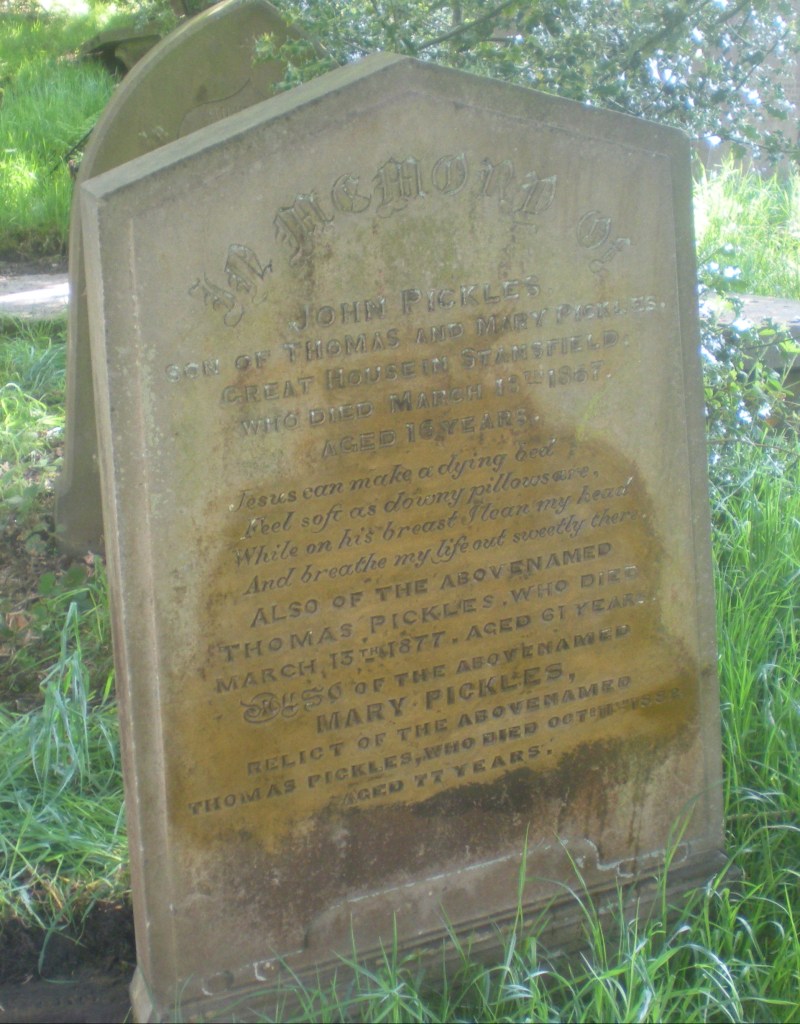 IN MEMORY OF
JOHN PICKLES
SON OF THOMAS AND MARY PICKLES,
GREAT HOUSE IN STANSFIELD,
WHO DIED MARCH 1867,
AGED 16 YEARS.
Jesus can make a dying bed
Feel soft as downy pillows are,
While on his breast I lean my head
And breathe my life out sweetly there
ALSO OF THE ABOVENAMED
THOMAS PICKLES, WHO DIED
MARCH, 13TH 1877. AGED 61 YEARS.
ALSO OF THE ABOVENAMED
MARY PICKLES,
RELICT OF THE ABOVENAMED
THOMAS PICKLES, WHO DIED OCT
AGED 77 YEARS.